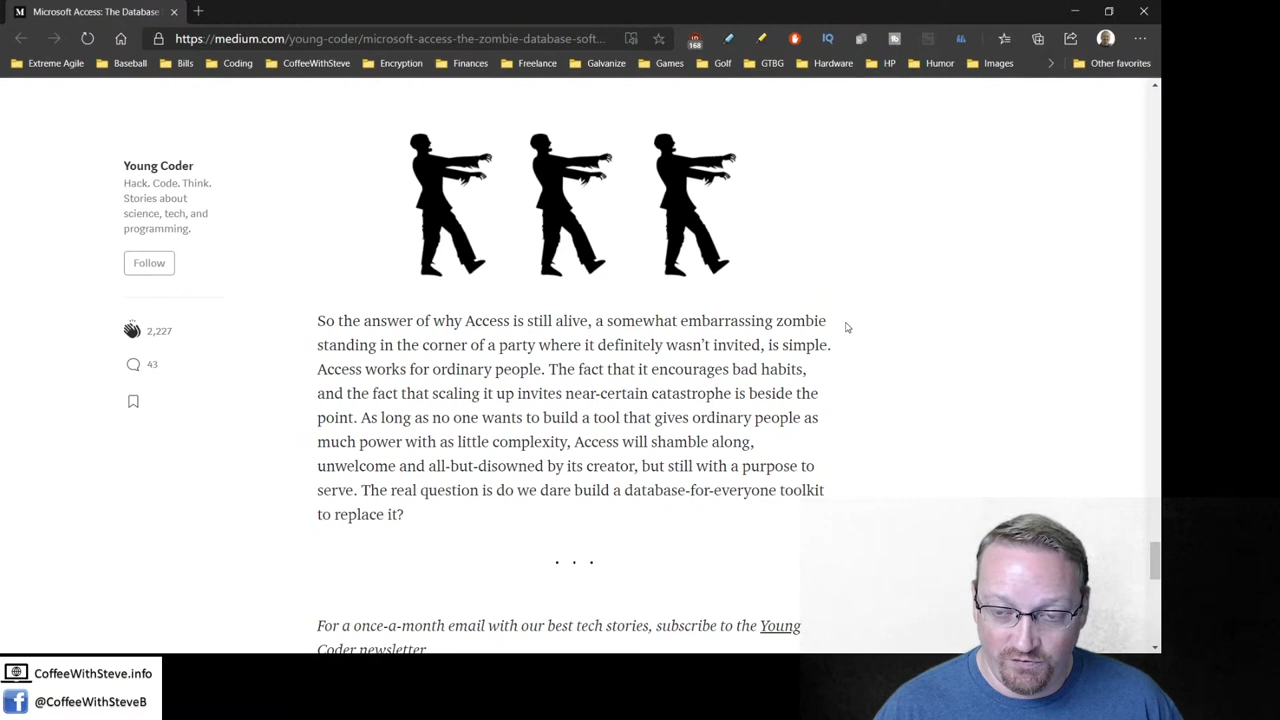 Microsoft Access: The Database
https://medium.com/young-coder/microsoft-access-the-zombie-database-soft...
168
IQ
Extreme Agile
Baseball
Bills
Coding
CoffeeWithSteve
Encryption
Finances
Freelance
Galvanize
Games
Golf
GTBG
Hardware
HP
Humor
Images
Other favorites
Young Coder
Hack. Code. Think.
Stories about
science, tech, and
programming.
Follow
2,227
43
So the answer of why Access is still alive, a somewhat embarrassing zombie
standing in the corner of a party where it definitely wasn't invited, is simple.
Access works for ordinary people. The fact that it encourages bad habits,
and the fact that scaling it up invites near-certain catastrophe is beside the
point. As long as no one wants to build a tool that gives ordinary people as
much power with as little complexity, Access will shamble along,
unwelcome and all-but-disowned by its creator, but still with a purpose to
serve. The real question is do we dare build a database-for-everyone toolkit
to replace it?
. . .
For a once-a-month email with our best tech stories, subscribe to the Young
Coder newsletter
CoffeeWithSteve.info
@CoffeeWithSteveB